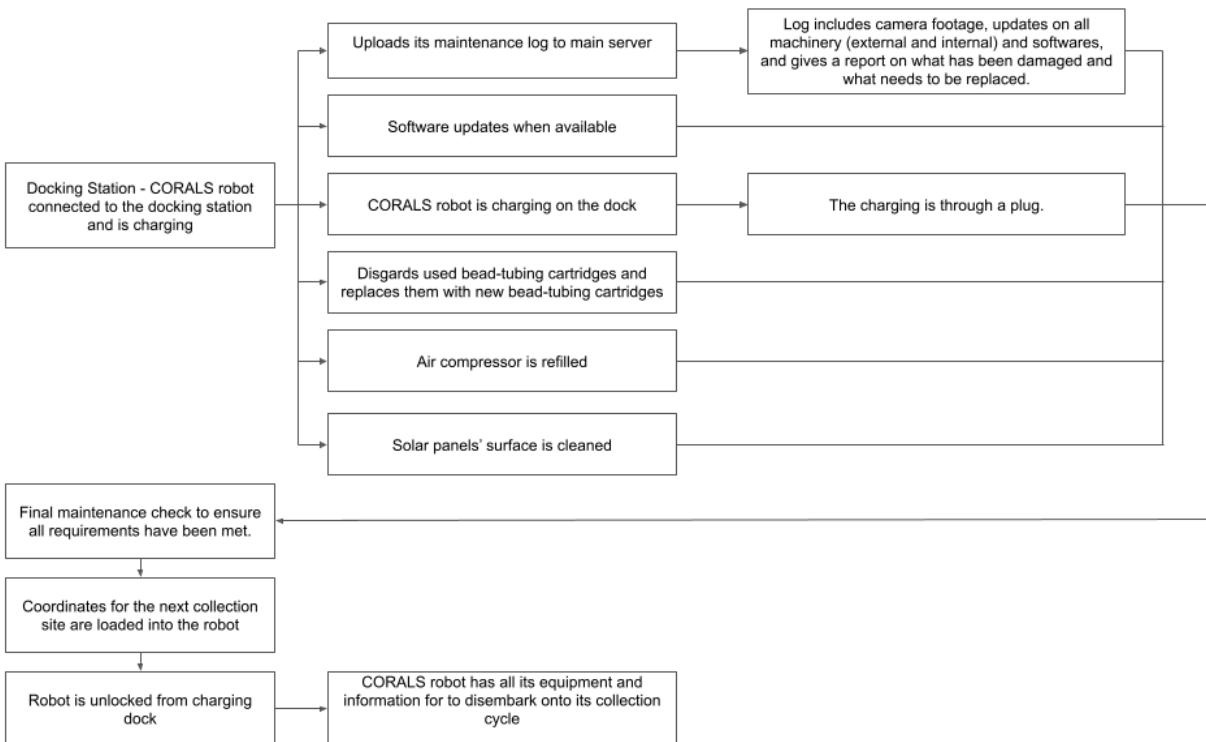 Uploads its maintenance log to main server
Log includes camera footage, updates on all
machinery (external and internal) and softwares,
and gives a report on what has been damaged and
what needs to be replaced.
Software updates when available
Docking Station - CORALS robot
connected to the docking station
and is charging
CORALS robot is charging on the dock
The charging is through a plug.
Disgards used bead-tubing cartridges and
replaces them with new bead-tubing cartridges
Air compressor is refilled
Solar panels' surface is cleaned
Final maintenance check to ensure
all requirements have been met.
Coordinates for the next collection
site are loaded into the robot
Robot is unlocked from charging
dock
CORALS robot has all its equipment and
information for to disembark onto its collection
cycle